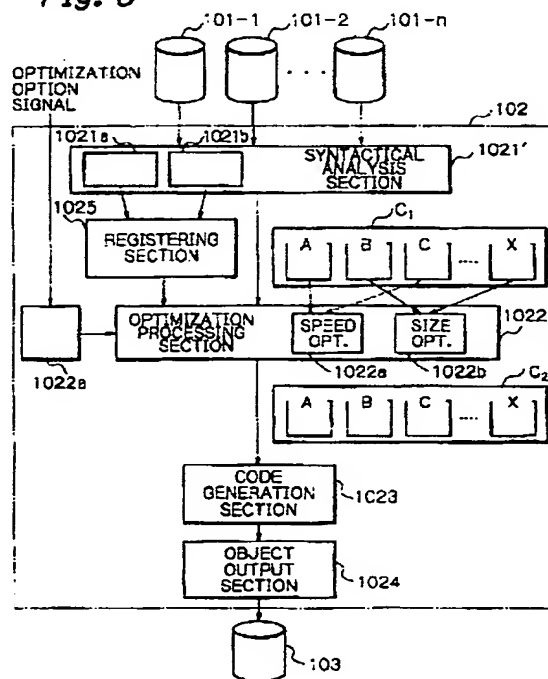 Fig.
101-1
101-2
101-n
OPTIMIZATION
OPTION
SIGNAL
102
1021a
1021b
SYNTACTICAL
ANALYSIS
SECTION
1021'
1025
REGISTERING
SECTION
C1
A B C ---- X
OPTIMIZATION
PROCESSING
SECTION
SPEED
OPT.
SIZE
OPT.
1022
1022a
1022a
1022b
C2
A B C ---- X
CODE
GENERATION
SECTION
1C23
OBJECT
OUTPUT
SECTION
1024
103